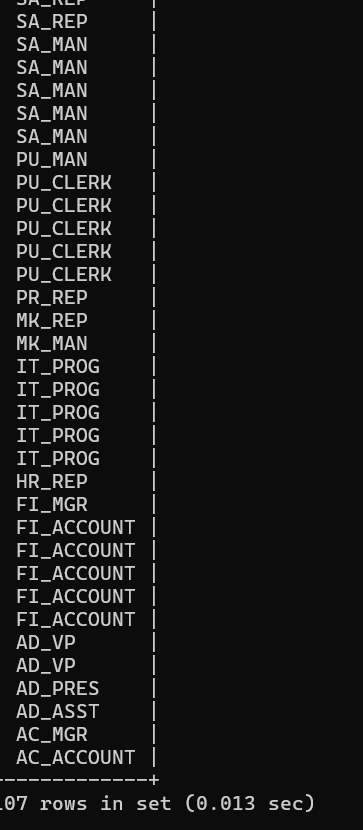 SA_REP
SA_REP |
SA_MAN |
SA_MAN |
SA_MAN |
SA_MAN |
SA_MAN |
PU_MAN |
PU_CLERK |
PU_CLERK |
PU_CLERK |
PU_CLERK |
PU_CLERK |
PR_REP |
MK_REP |
MK_MAN |
IT_PROG |
IT_PROG |
IT_PROG |
IT_PROG |
IT_PROG |
HR_REP |
FI_MGR |
FI_ACCOUNT |
FI_ACCOUNT |
FI_ACCOUNT |
FI_ACCOUNT |
FI_ACCOUNT |
AD_VP |
AD_VP |
AD_PRES |
AD_ASST |
AC_MGR |
AC_ACCOUNT |
------------+
107 rows in set (0.013 sec)